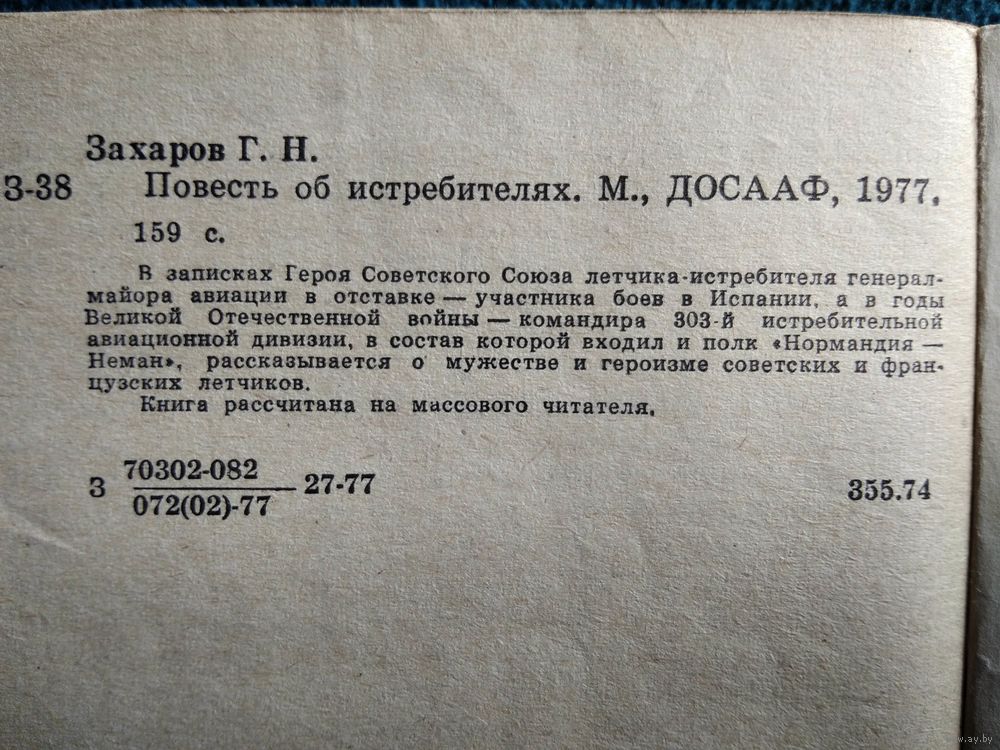 Захаров Г. Н.
З-38 Повесть об истребителях. М., ДОСААФ, 1977.
159 с.
В записках Героя Советского Союза летчика-истребителя генерал-
майора авиации в отставке — участника боев в Испании, а в годы
Великой Отечественной войны — командира 303-й истребительной
авиационной дивизии, в состав которой входил и полк «Нормандия —
Неман», рассказывается о мужестве и героизме советских и фран-
цузских летчиков.
Книга рассчитана на массового читателя.
З 70302-082
072(02)-77 27-77 355.74
w.ay.by